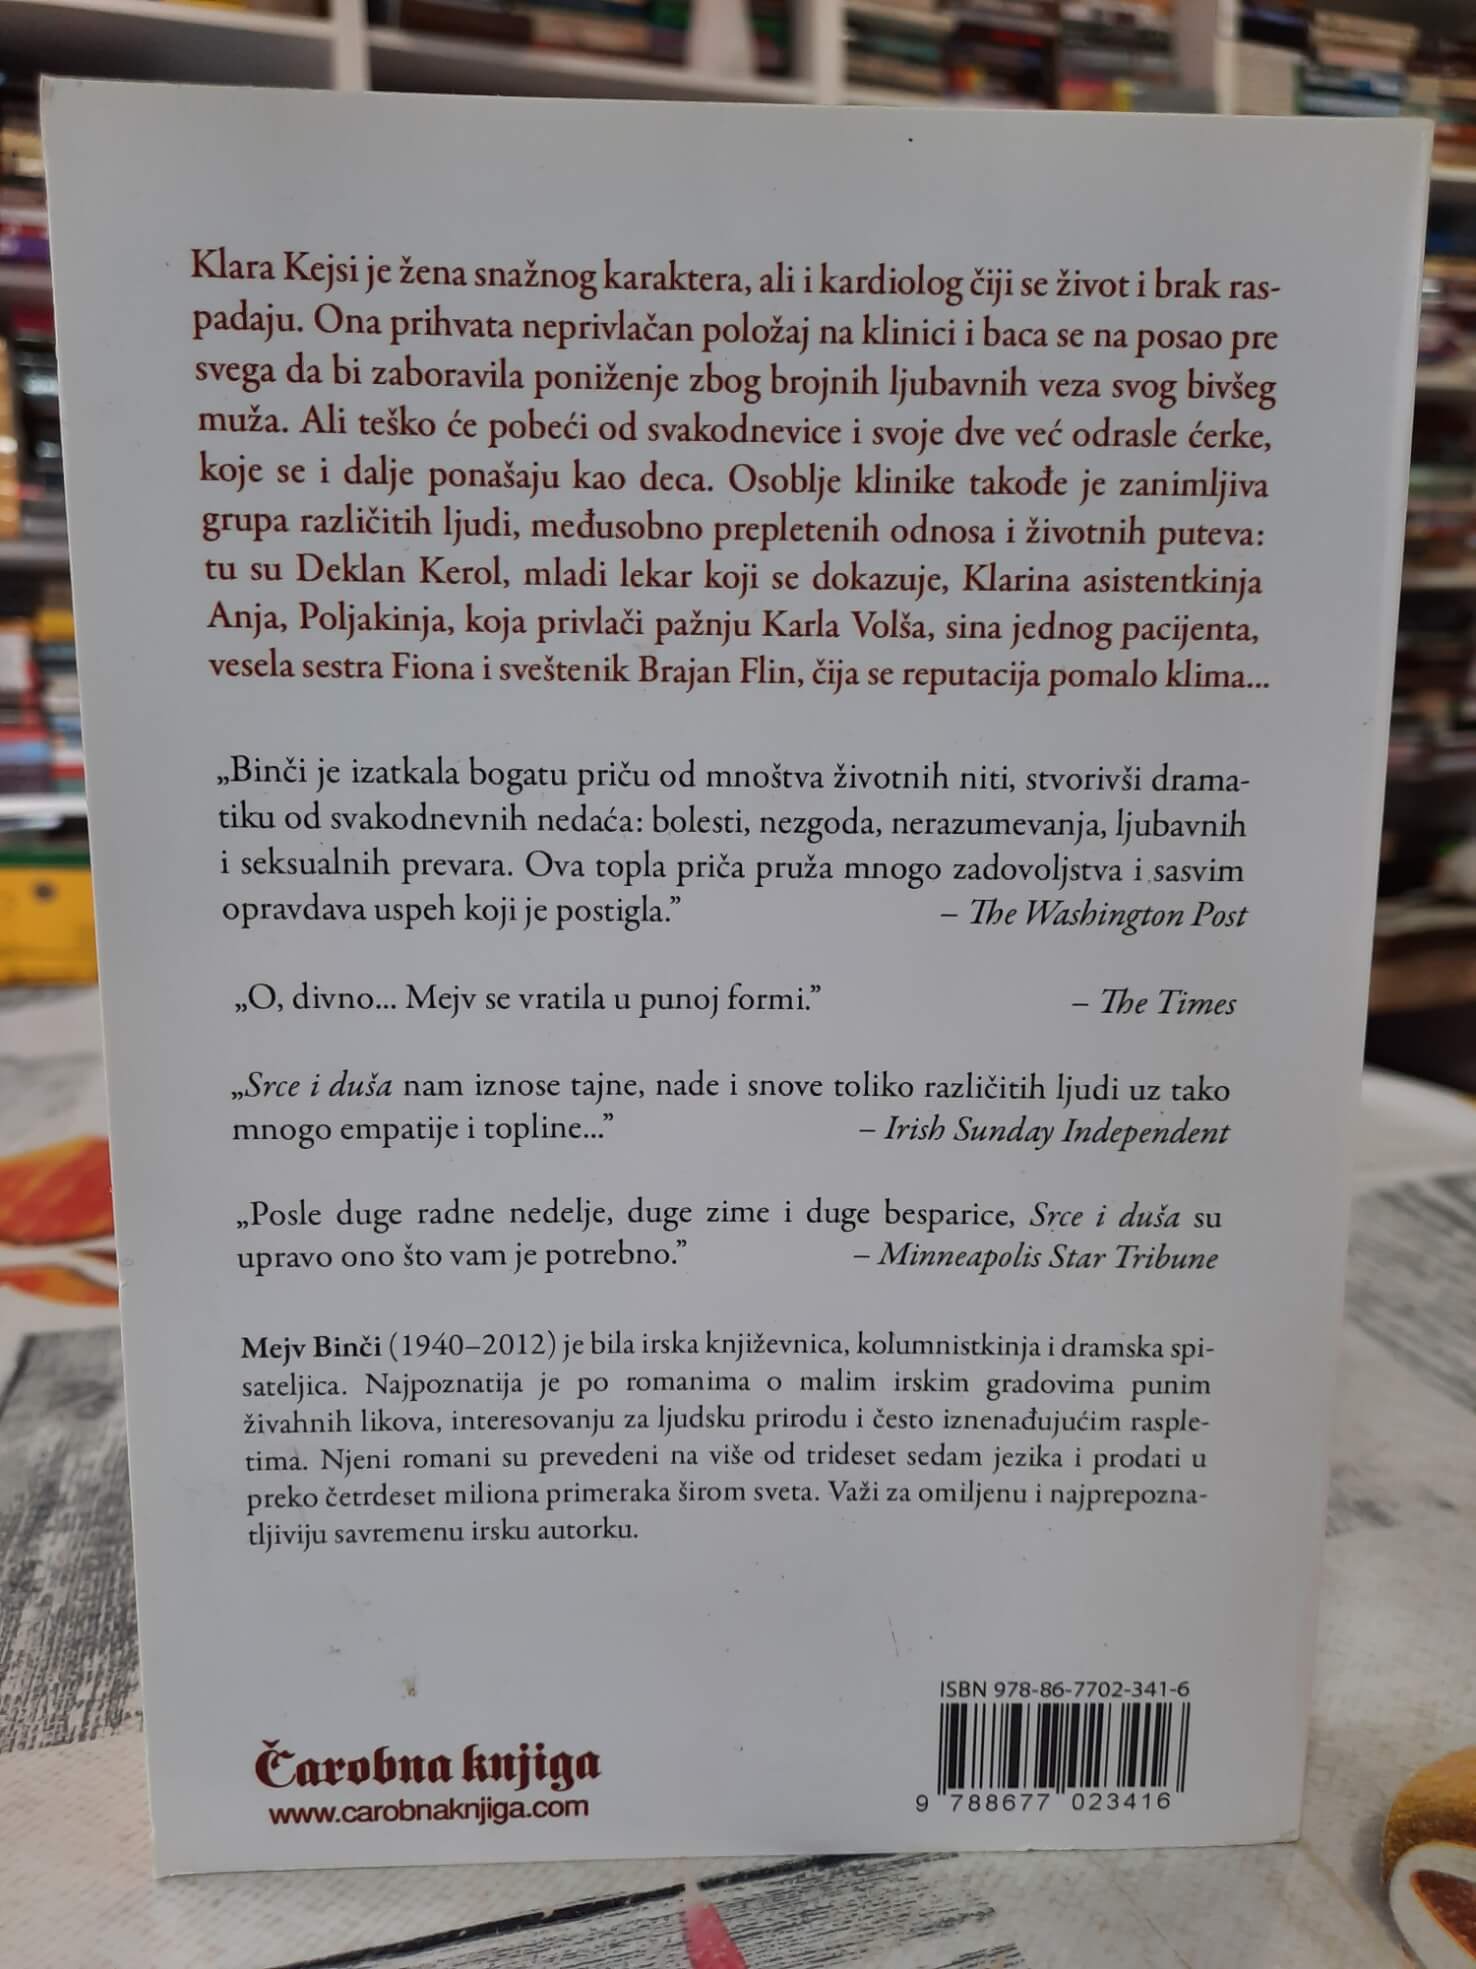 Klara Kejsi je žena snažnog karaktera, ali i kardiolog čiji se život i brak ras-
padaju. Ona prihvata neprivlačan položaj na klinici i baca se na posao pre
svega da bi zaboravila poniženje zbog brojnih ljubavnih veza svog bivšeg
muža. Ali teško će pobeći od svakodnevice i svoje dve već odrasle ćerke,
koje se i dalje ponašaju kao deca. Osoblje klinike takođe je zanimljiva
grupa različitih ljudi, međusobno prepletenih odnosa i životnih puteva:
tu su Deklan Kerol, mladi lekar koji se dokazuje, Klarina asistentkinja
Anja, Poljakinja, koja privlači pažnju Karla Volša, sina jednog pacijenta,
vesela sestra Fiona i sveštenik Brajan Flin, čija se reputacija pomalo klima...
„Binči je izatkala bogatu priču od mnoštva životnih niti, stvorivši drama-
tiku od svakodnevnih nedaća: bolesti, nezgoda, nerazumevanja, ljubavnih
i seksualnih prevara. Ova topla priča pruža mnogo zadovoljstva i sasvim
opravdava uspeh koji je postigla.” – The Washington Post
„O, divno... Mejv se vratila u punoj formi.” – The Times
„Srce i duša nam iznose tajne, nade i snove toliko različitih ljudi uz tako
mnogo empatije i topline...” – Irish Sunday Independent
„Posle duge radne nedelje, duge zime i duge besparice, Srce i duša su
upravo ono što vam je potrebno.” – Minneapolis Star Tribune
Mejv Binči (1940–2012) je bila irska književnica, kolumnistkinja i dramska spi-
sateljica. Najpoznatija je po romanima o malim irskim gradovima punim
živahnih likova, interesovanju za ljudsku prirodu i često iznenađujućim rasple-
tima. Njeni romani su prevedeni na više od trideset sedam jezika i prodati u
preko četrdeset miliona primeraka širom sveta. Važi za omiljenu i najprepozna-
tljiviju savremenu irsku autorku.
ISBN 978-86-7702-341-6
9 788677 023416
Čarobna knjiga
www.carobnaknjiga.com